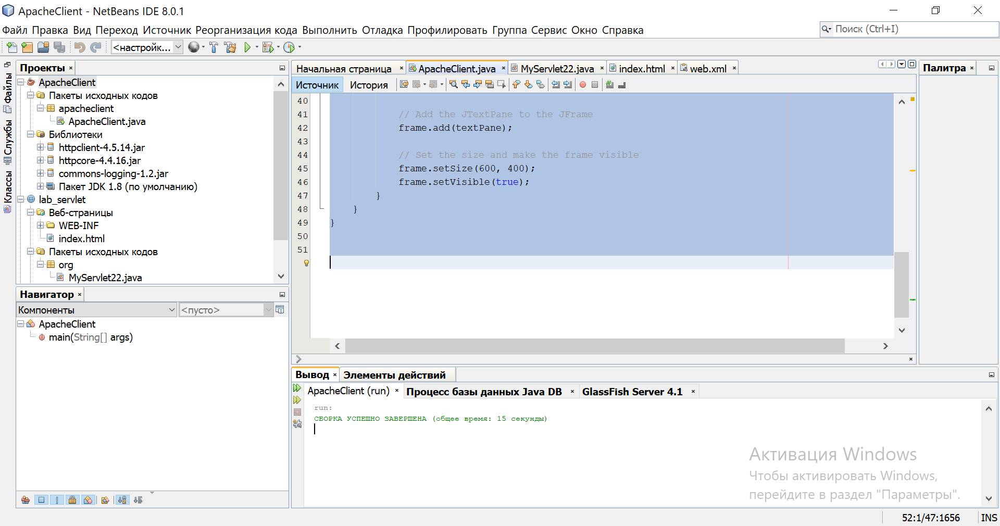 ApacheClient - NetBeans IDE 8.0.1
Файл Правка Вид Переход Источник Реорганизация кода Выполнить Отладка Профилировать Группа Сервис Окно Справка
Поиск (Ctrl+I)
<настройк...
Файлы
Службы
Классы
Проекты
ApacheClient
Пакеты исходных кодов
apacheclient
ApacheClient.java
Библиотеки
httpclient-4.5.14.jar
httpcore-4.4.16.jar
commons-logging-1.2.jar
Пакет JDK 1.8 (по умолчанию)
lab_servlet
Веб-страницы
WEB-INF
index.html
Пакеты исходных кодов
org
MyServlet22.java
Навигатор
Компоненты
<пусто>
ApacheClient
main(String[] args)
Начальная страница ApacheClient.java MyServlet22.java index.html web.xml
Источник История
40
41 // Add the JTextPane to the JFrame
42 frame.add(textPane);
43
44 // Set the size and make the frame visible
45 frame.setSize(600, 400);
46 frame.setVisible(true);
47 }
48 }
49 }
50
51
Палитра
Вывод Элементы действий
ApacheClient (run) Процесс базы данных Java DB GlassFish Server 4.1
run:
СБОРКА УСПЕШНО ЗАВЕРШЕНА (общее время: 15 секунды)
Активация Windows
Чтобы активировать Windows,
перейдите в раздел "Параметры".
52:1/47:1656 INS